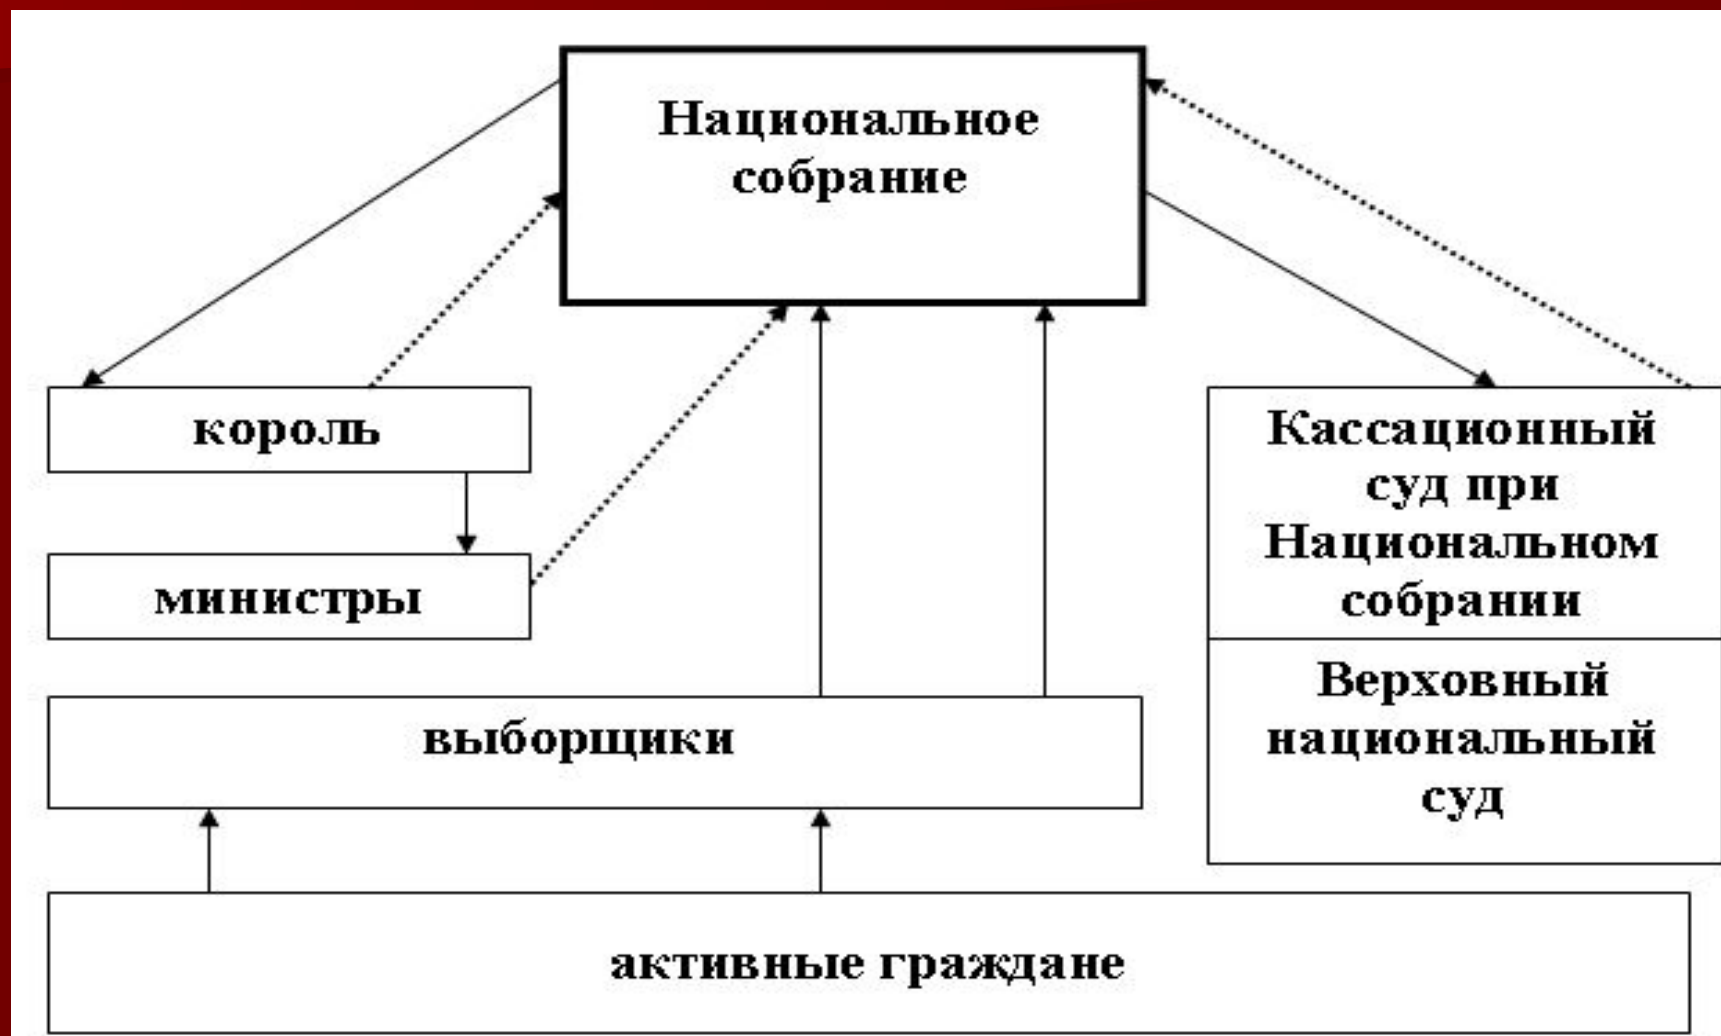 Национальное
собрание
король
министры
выборщики
активные граждане
Кассационный
суд при
Национальном
собрании
Верховный
национальный
суд